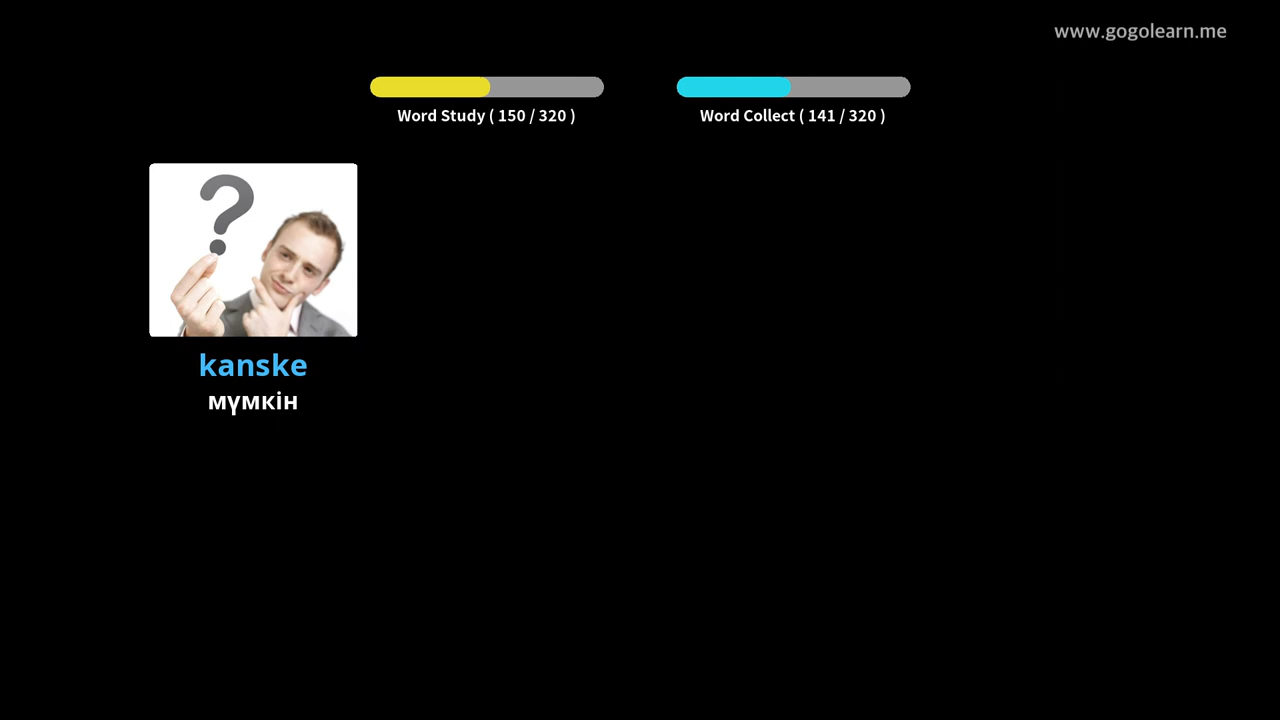 www.gogolearn.me
Word Study ( 150 / 320 )
Word Collect ( 141 / 320 )
?
kanske
мүмкін